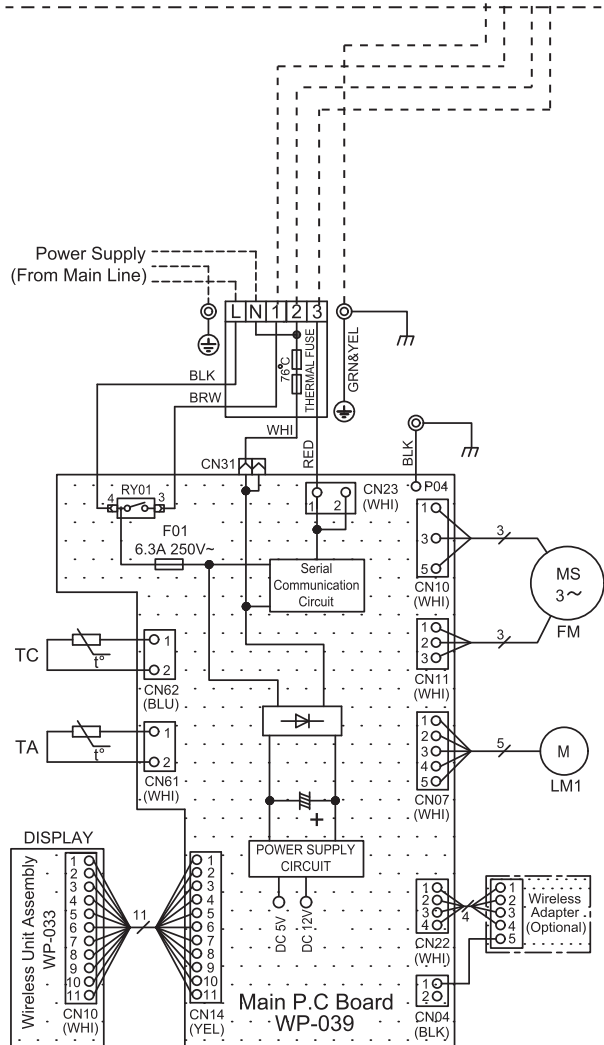 Power Supply
(From Main Line)
L N 1 2 3
76°C
THERMAL FUSE
GRN&YEL
BLK
BRW
WHI
RED
BLK
CN31
P04
RY01
4 3
CN23
(WHI)
1 2
F01
6.3A 250V~
Serial
Communication
Circuit
1
3
5
CN10
(WHI)
3
MS
3~
FM
1
2
3
CN11
(WHI)
3
TC
t°
1
2
CN62
(BLU)
TA
t°
1
2
CN61
(WHI)
1
2
3
4
5
CN07
(WHI)
5
M
LM1
+
POWER SUPPLY
CIRCUIT
DC 5V
DC 12V
DISPLAY
Wireless Unit Assembly
WP-033
1
2
3
4
5
6
7
8
9
10
11
CN10
(WHI)
11
1
2
3
4
5
6
7
8
9
10
11
CN14
(YEL)
1
2
3
4
CN22
(WHI)
4
1
2
3
4
5
Wireless
Adapter
(Optional)
1
2
CN04
(BLK)
Main P.C Board
WP-039